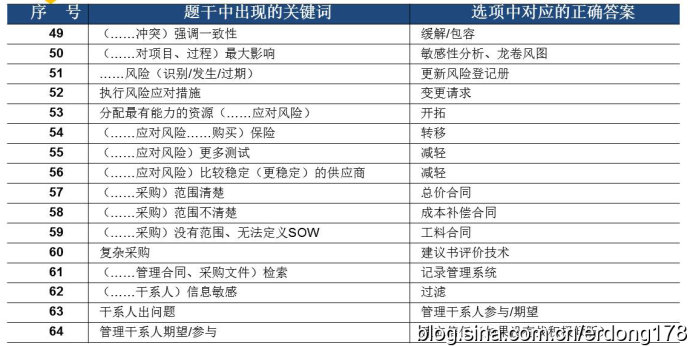 序 号 题干中出现的关键词 选项中对应的正确答案
49 （……冲突）强调一致性 缓解/包容
50 （……对项目、过程）最大影响 敏感性分析、龙卷风图
51 ……风险（识别/发生/过期） 更新风险登记册
52 执行风险应对措施 变更请求
53 分配最有能力的资源（……应对风险） 开拓
54 （……应对风险……购买）保险 转移
55 （……应对风险）更多测试 减轻
56 （……应对风险）比较稳定（更稳定）的供应商 减轻
57 （……采购）范围清楚 总价合同
58 （……采购）范围不清楚 成本补偿合同
59 （……采购）没有范围、无法定义SOW 工料合同
60 复杂采购 建议书评价技术
61 （……管理合同、采购文件）检索 记录管理系统
62 （……干系人）信息敏感 过滤
63 干系人出问题 管理干系人参与/期望
64 管理干系人期望/参与
blog.sina.com.cn/erdong178